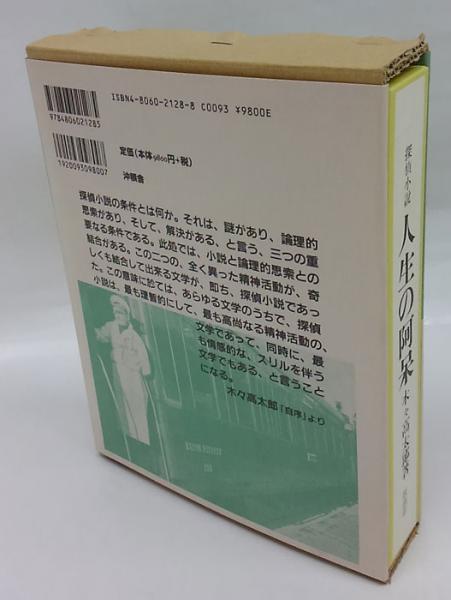 ISBN4-8060-2128-8 C0093 ¥9800E
9784806021285
1920093098007
定価(本体9800円+税)
沖積舎
探偵小説の条件とは何か。それは、謎があり、論理的
思索があり、そして、解決がある、と言う、三つの重
要なる条件である。此処では、小説と論理的思索との
結合がある。この二つの、全く異った精神活動が、奇
しくも結合して出来る文学が、即ち、探偵小説であっ
た。この意味に於ては、あらゆる文学のうちで、探偵
小説は、最も理智的にして、最も高尚なる精神活動の、
文学であって、同時に、最
も情感的な、スリルを伴う
文学でもある、と言うこと
になる。
木々高太郎「自序」より
探偵小説
人生の阿呆
木々高太郎著